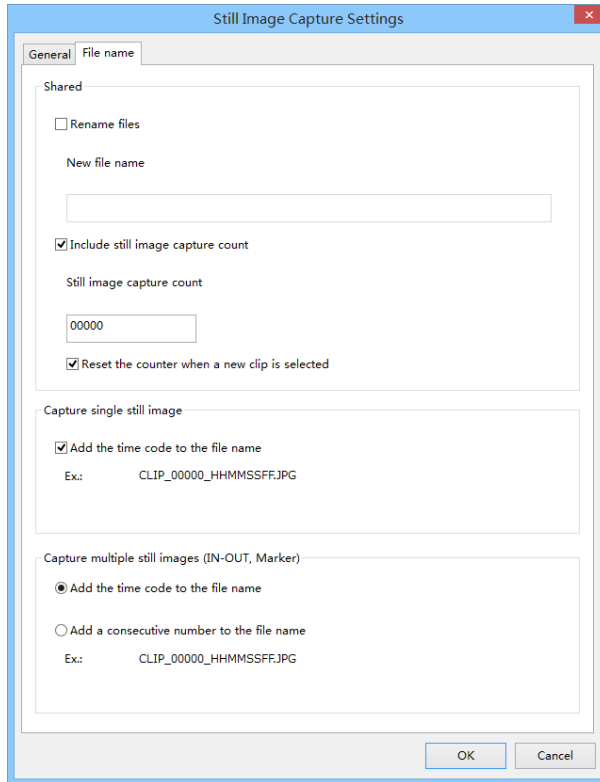 Still Image Capture Settings
General
File name
Shared
Rename files
New file name
Include still image capture count
Still image capture count
00000
Reset the counter when a new clip is selected
Capture single still image
Add the time code to the file name
Ex.: CLIP_00000_HHMMSSFF.JPG
Capture multiple still images (IN-OUT, Marker)
Add the time code to the file name
Add a consecutive number to the file name
Ex.: CLIP_00000_HHMMSSFF.JPG
OK
Cancel